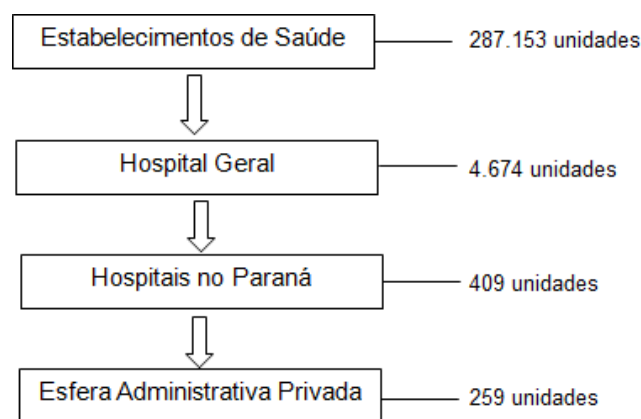 Estabelecimentos de Saúde
287.153 unidades
Hospital Geral
4.674 unidades
Hospitais no Paraná
409 unidades
Esfera Administrativa Privada
259 unidades